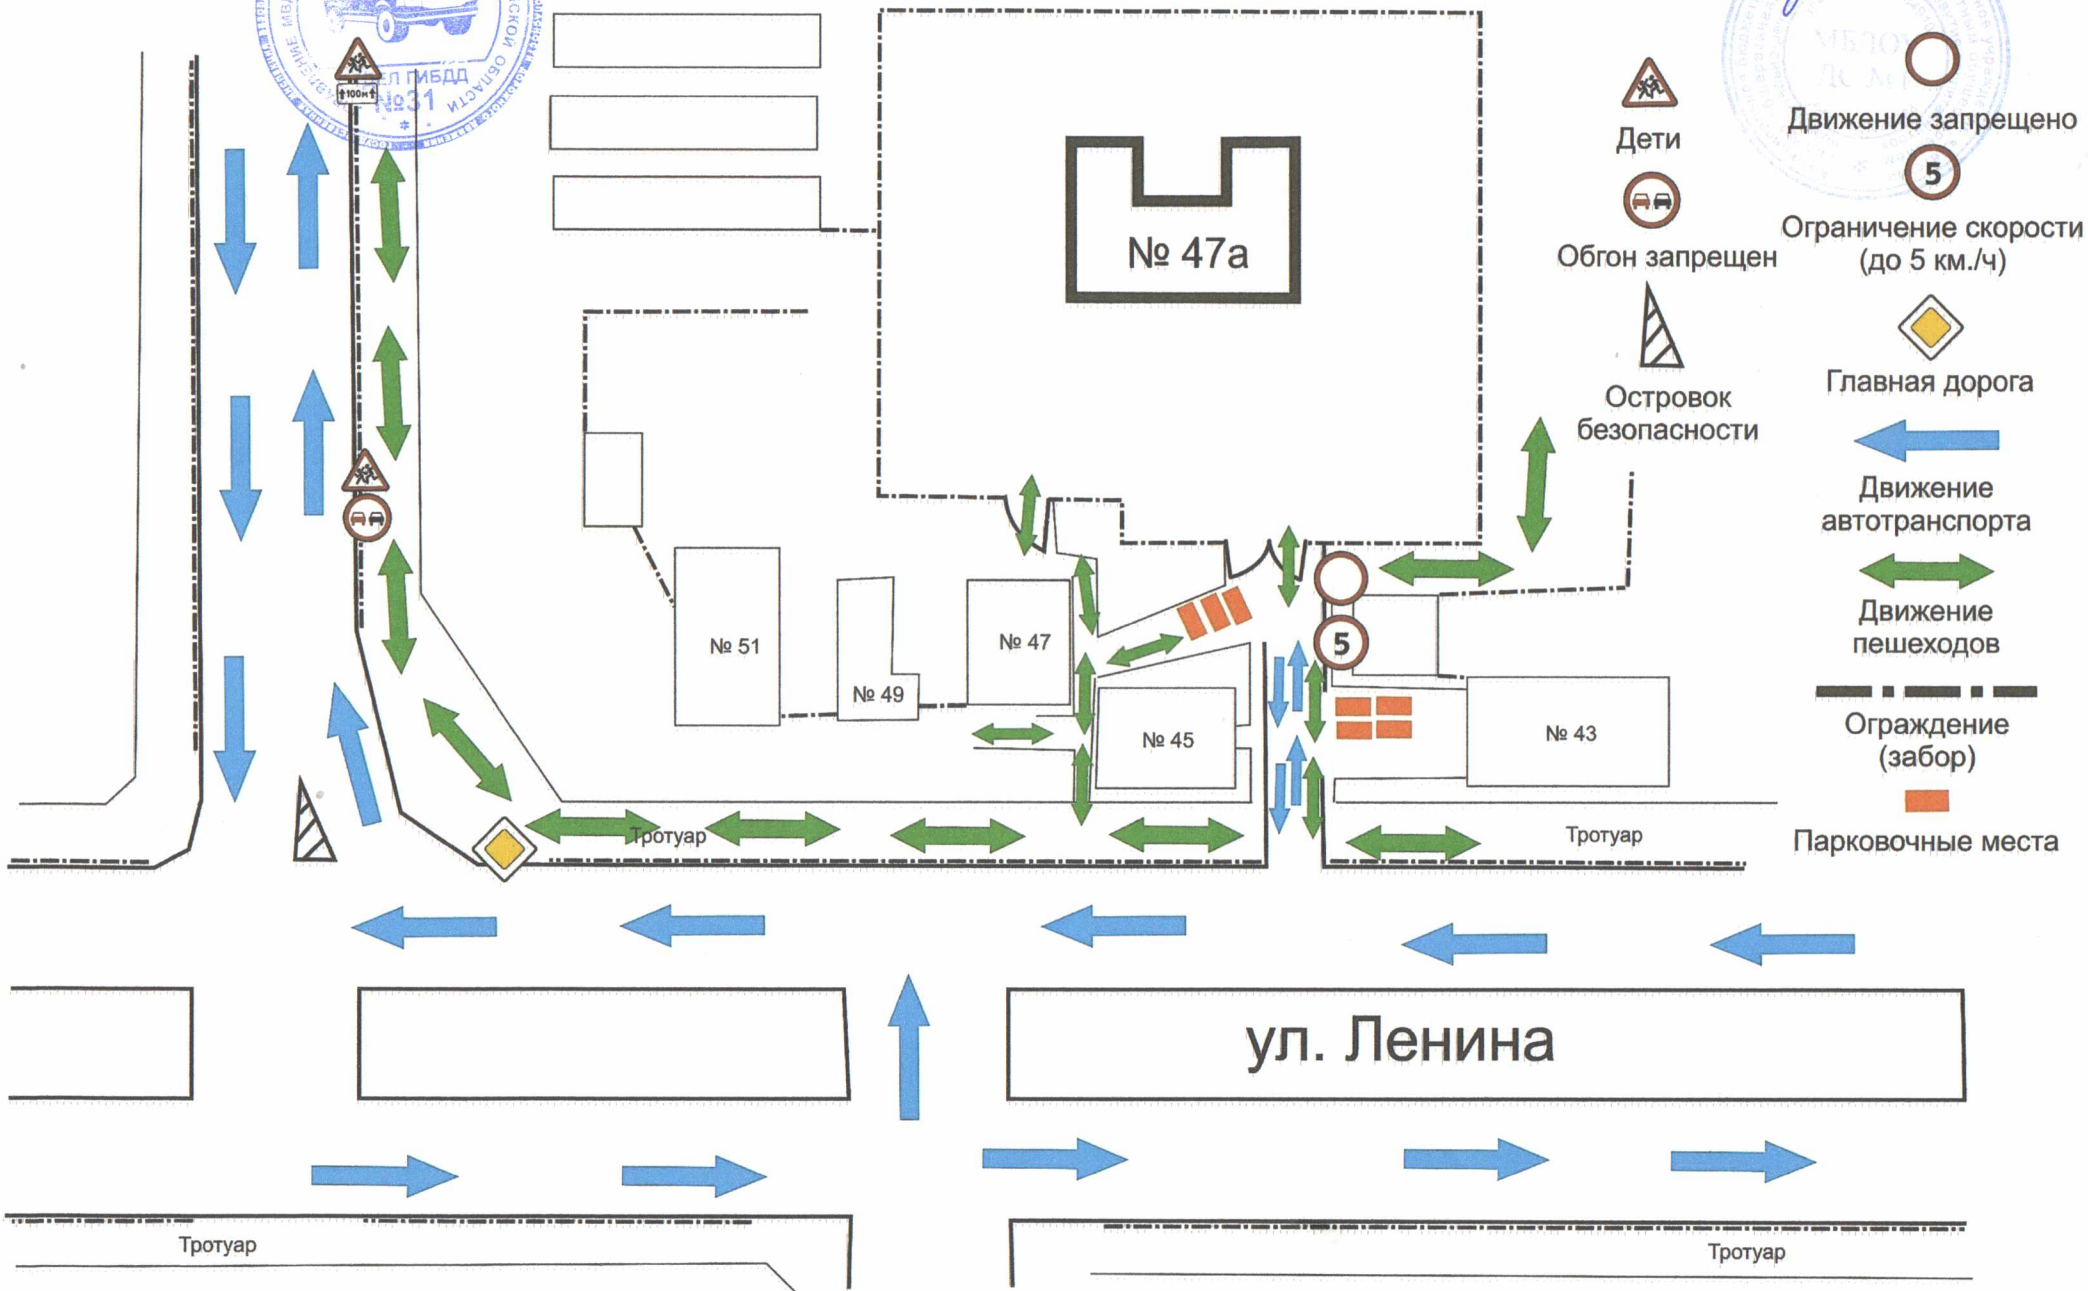 ОТДЕЛ ГИБДД
№31
100м
№ 47а
№ 51
№ 49
№ 47
№ 45
№ 43
5
Тротуар
Тротуар
ул. Ленина
Тротуар
Тротуар
Дети
Обгон запрещен
Островок
безопасности
Движение запрещено
5
Ограничение скорости
(до 5 км./ч)
Главная дорога
Движение
автотранспорта
Движение
пешеходов
Ограждение
(забор)
Парковочные места